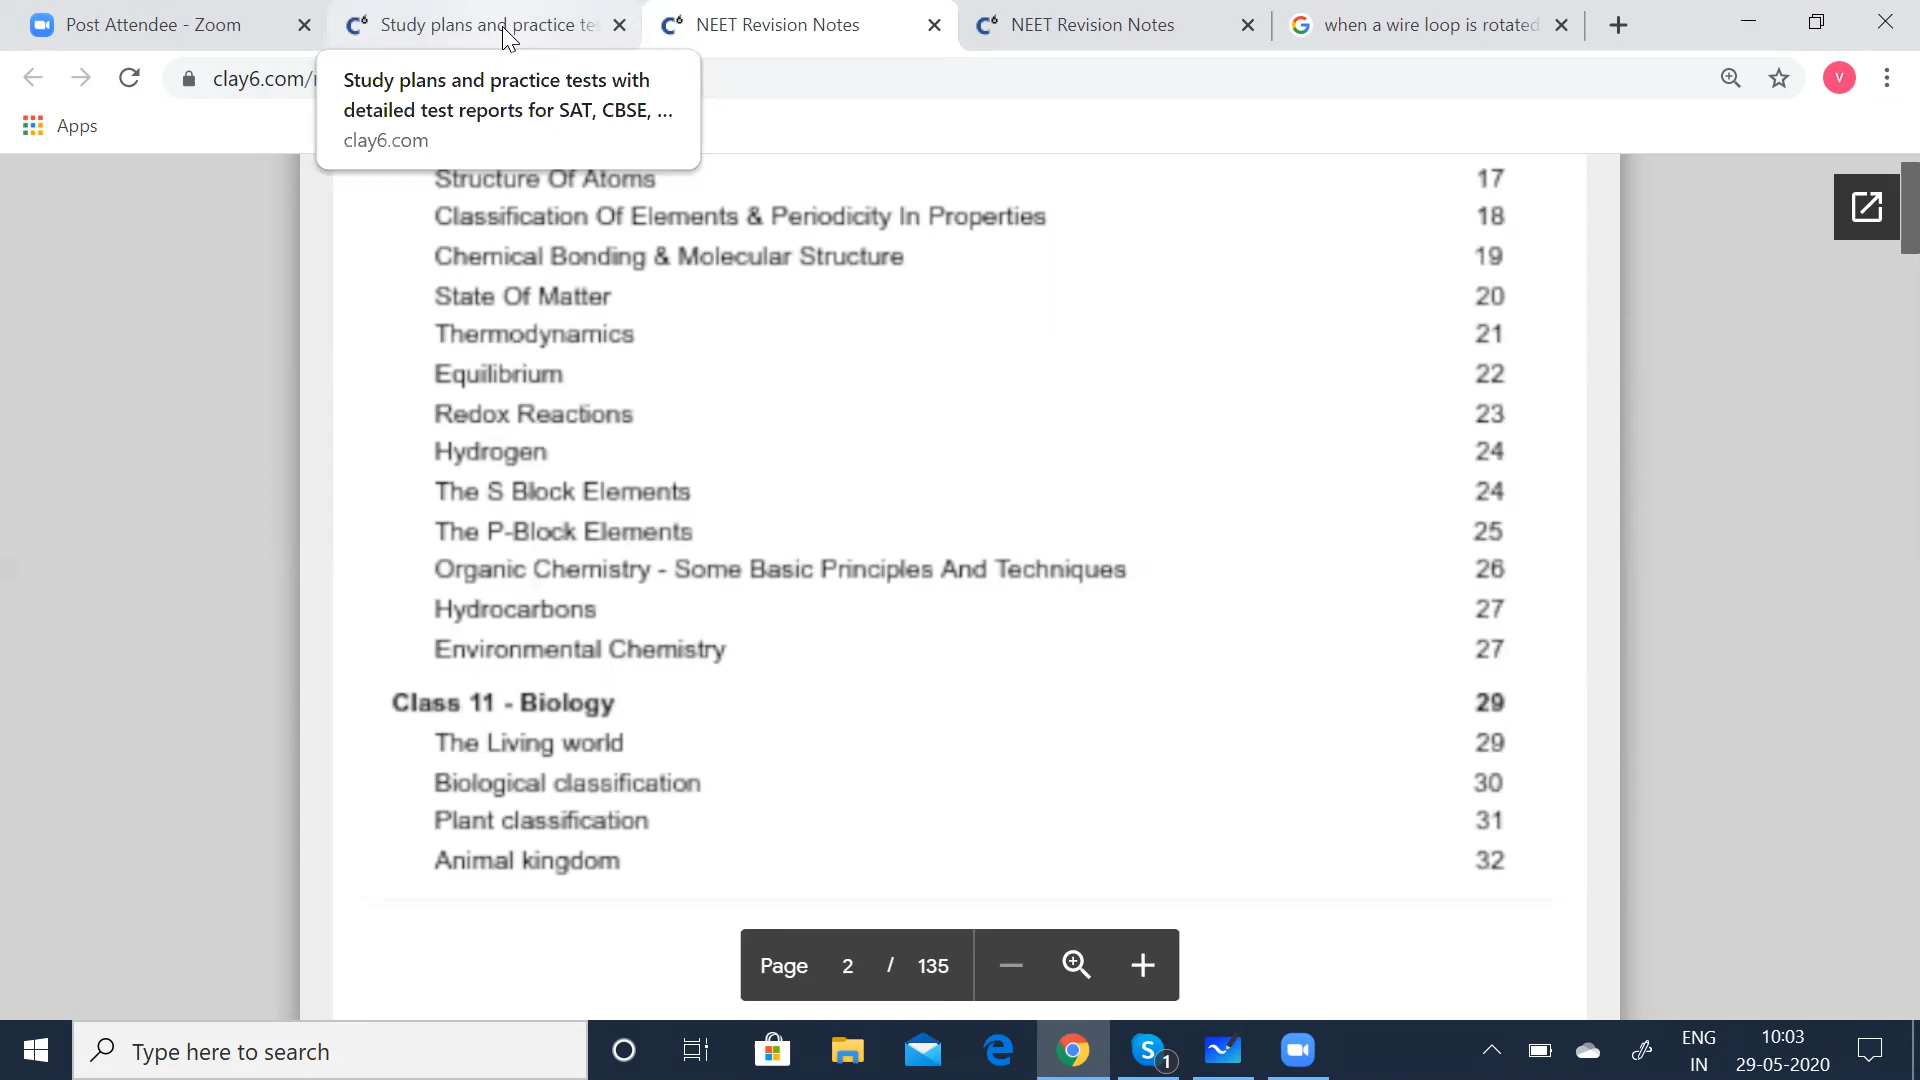 Post Attendee - Zoom
Study plans and practice te
NEET Revision Notes
NEET Revision Notes
when a wire loop is rotated
clay6.com/
V
Apps
Study plans and practice tests with
detailed test reports for SAT, CBSE, ...
clay6.com
Structure Of Atoms 17
Classification Of Elements & Periodicity In Properties 18
Chemical Bonding & Molecular Structure 19
State Of Matter 20
Thermodynamics 21
Equilibrium 22
Redox Reactions 23
Hydrogen 24
The S Block Elements 24
The P-Block Elements 25
Organic Chemistry - Some Basic Principles And Techniques 26
Hydrocarbons 27
Environmental Chemistry 27
Class 11 - Biology 29
The Living world 29
Biological classification 30
Plant classification 31
Animal kingdom 32
Page 2 / 135
Type here to search
S 1
ENG
IN
10:03
29-05-2020